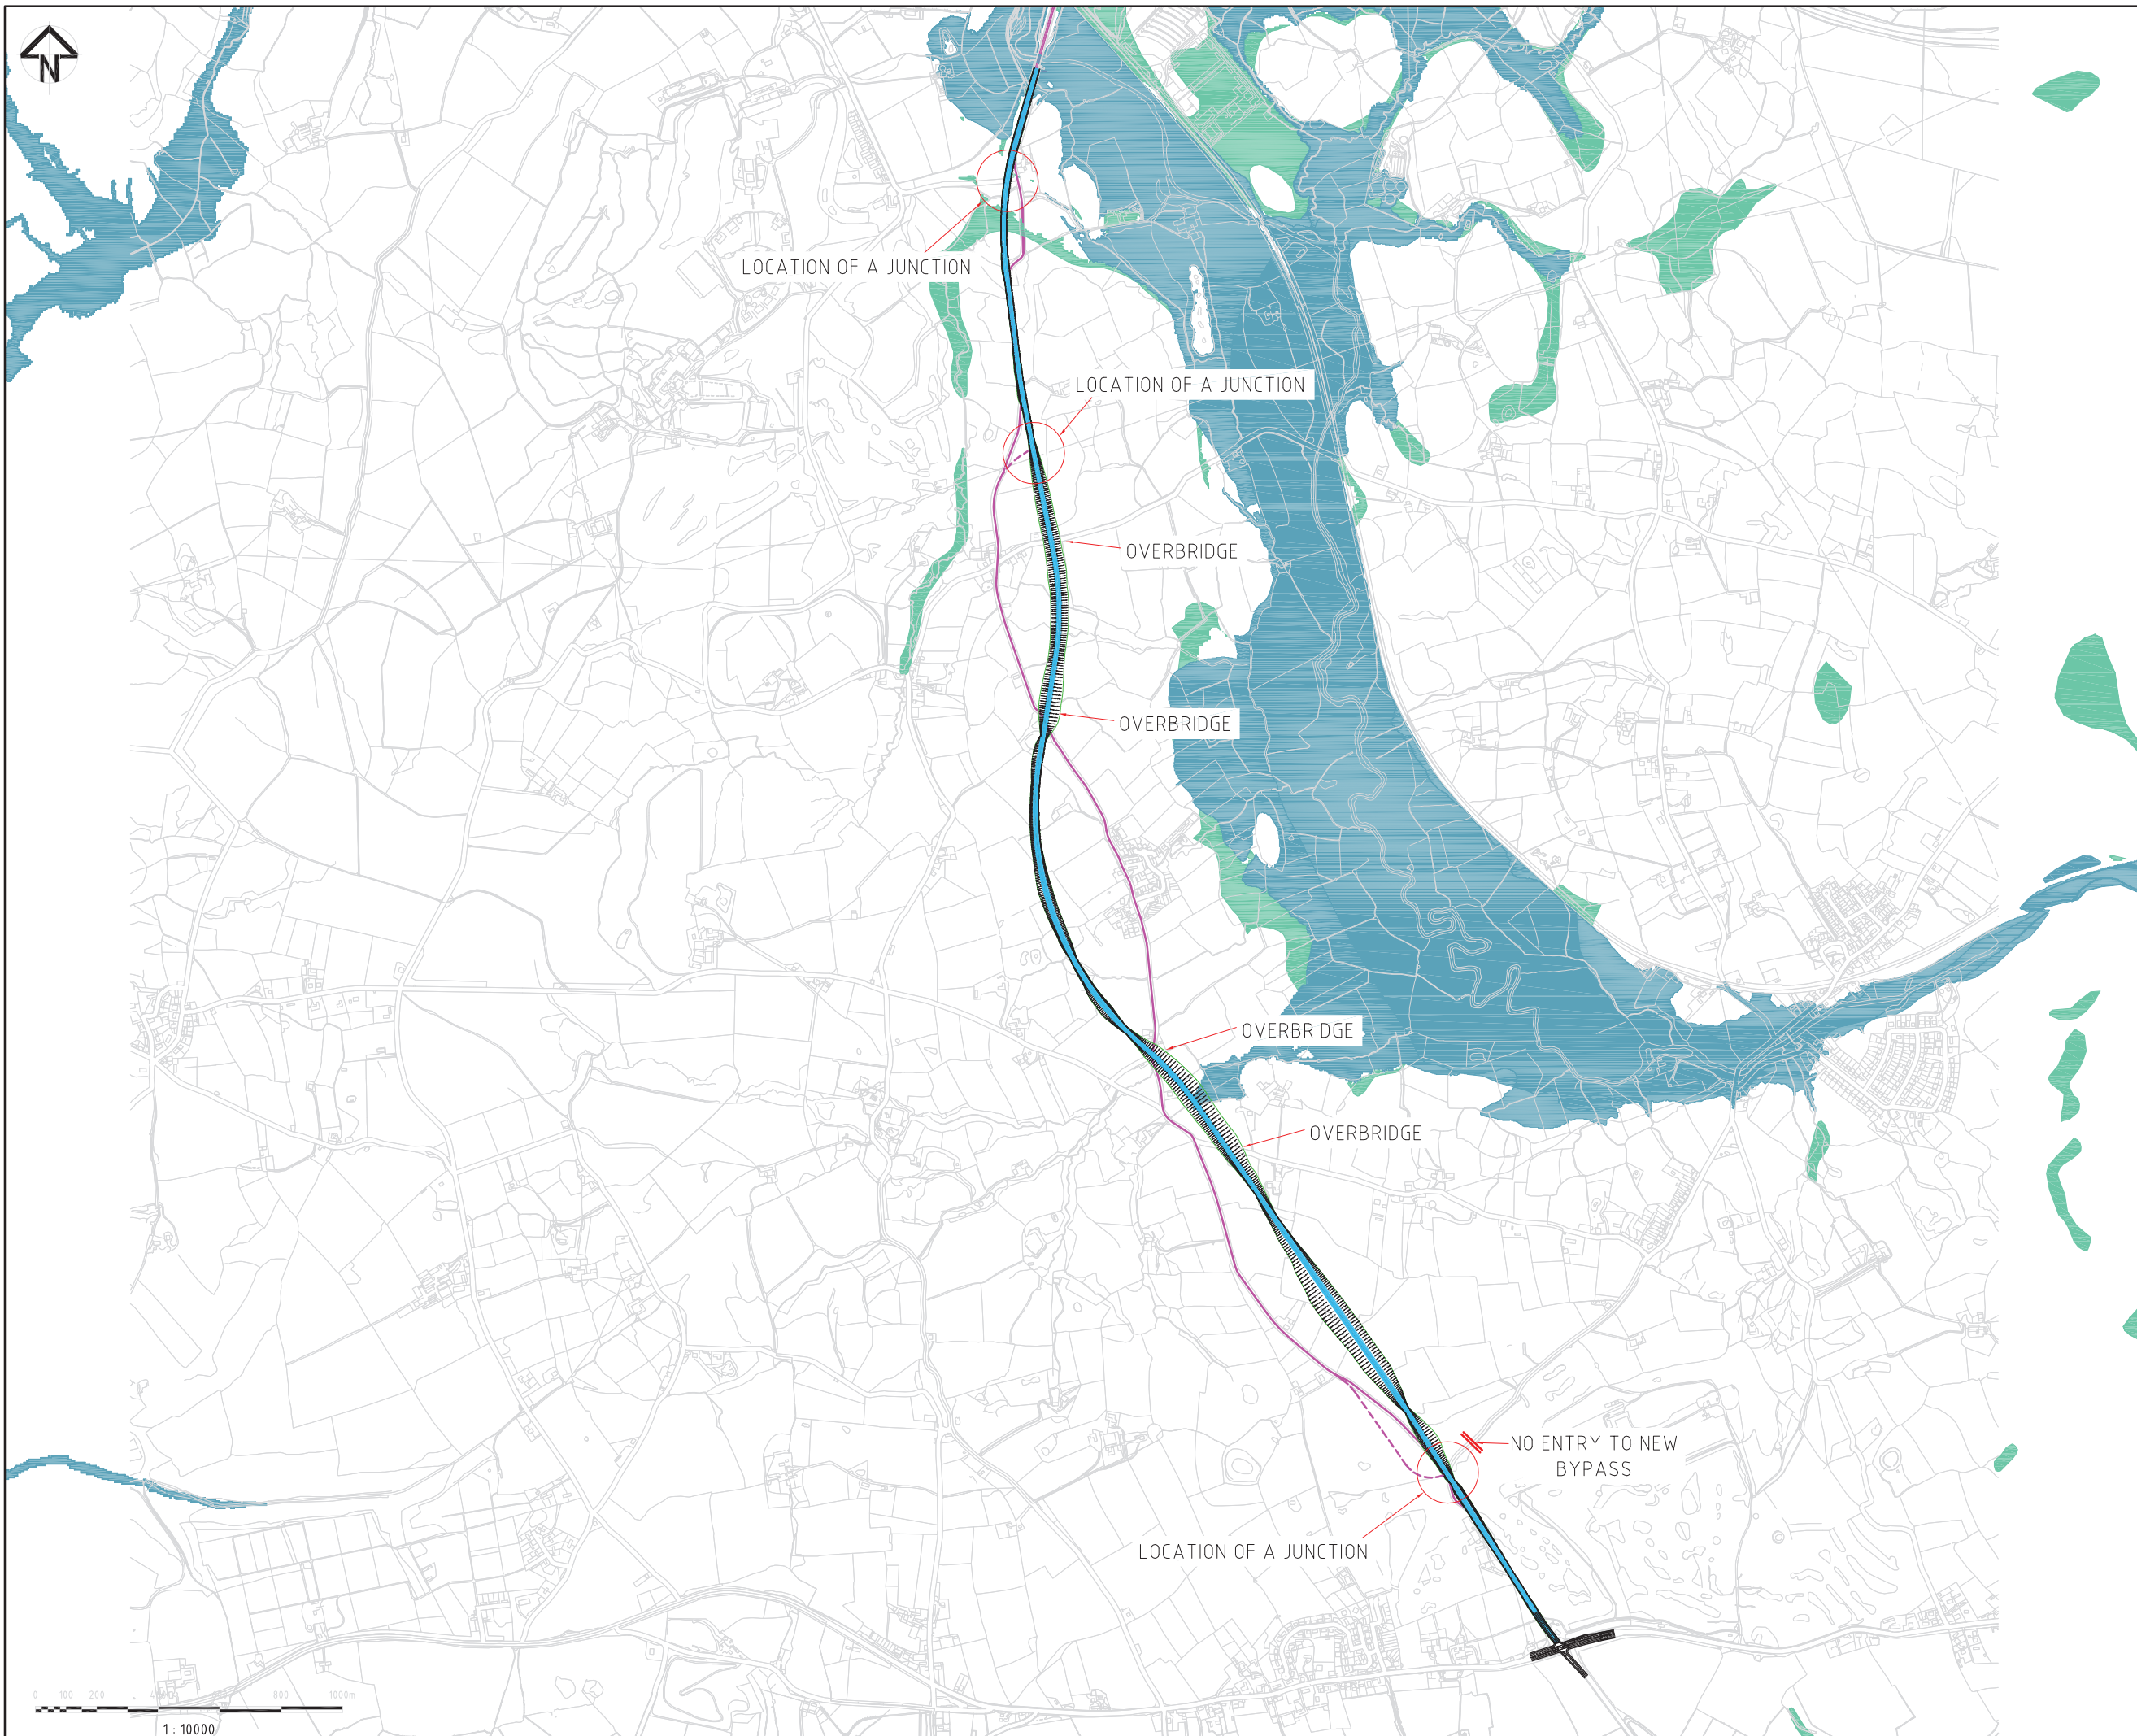 N
LOCATION OF A JUNCTION
LOCATION OF A JUNCTION
OVERBRIDGE
OVERBRIDGE
OVERBRIDGE
OVERBRIDGE
NO ENTRY TO NEW
BYPASS
LOCATION OF A JUNCTION
0 100 200 800 1000m
1 : 10000